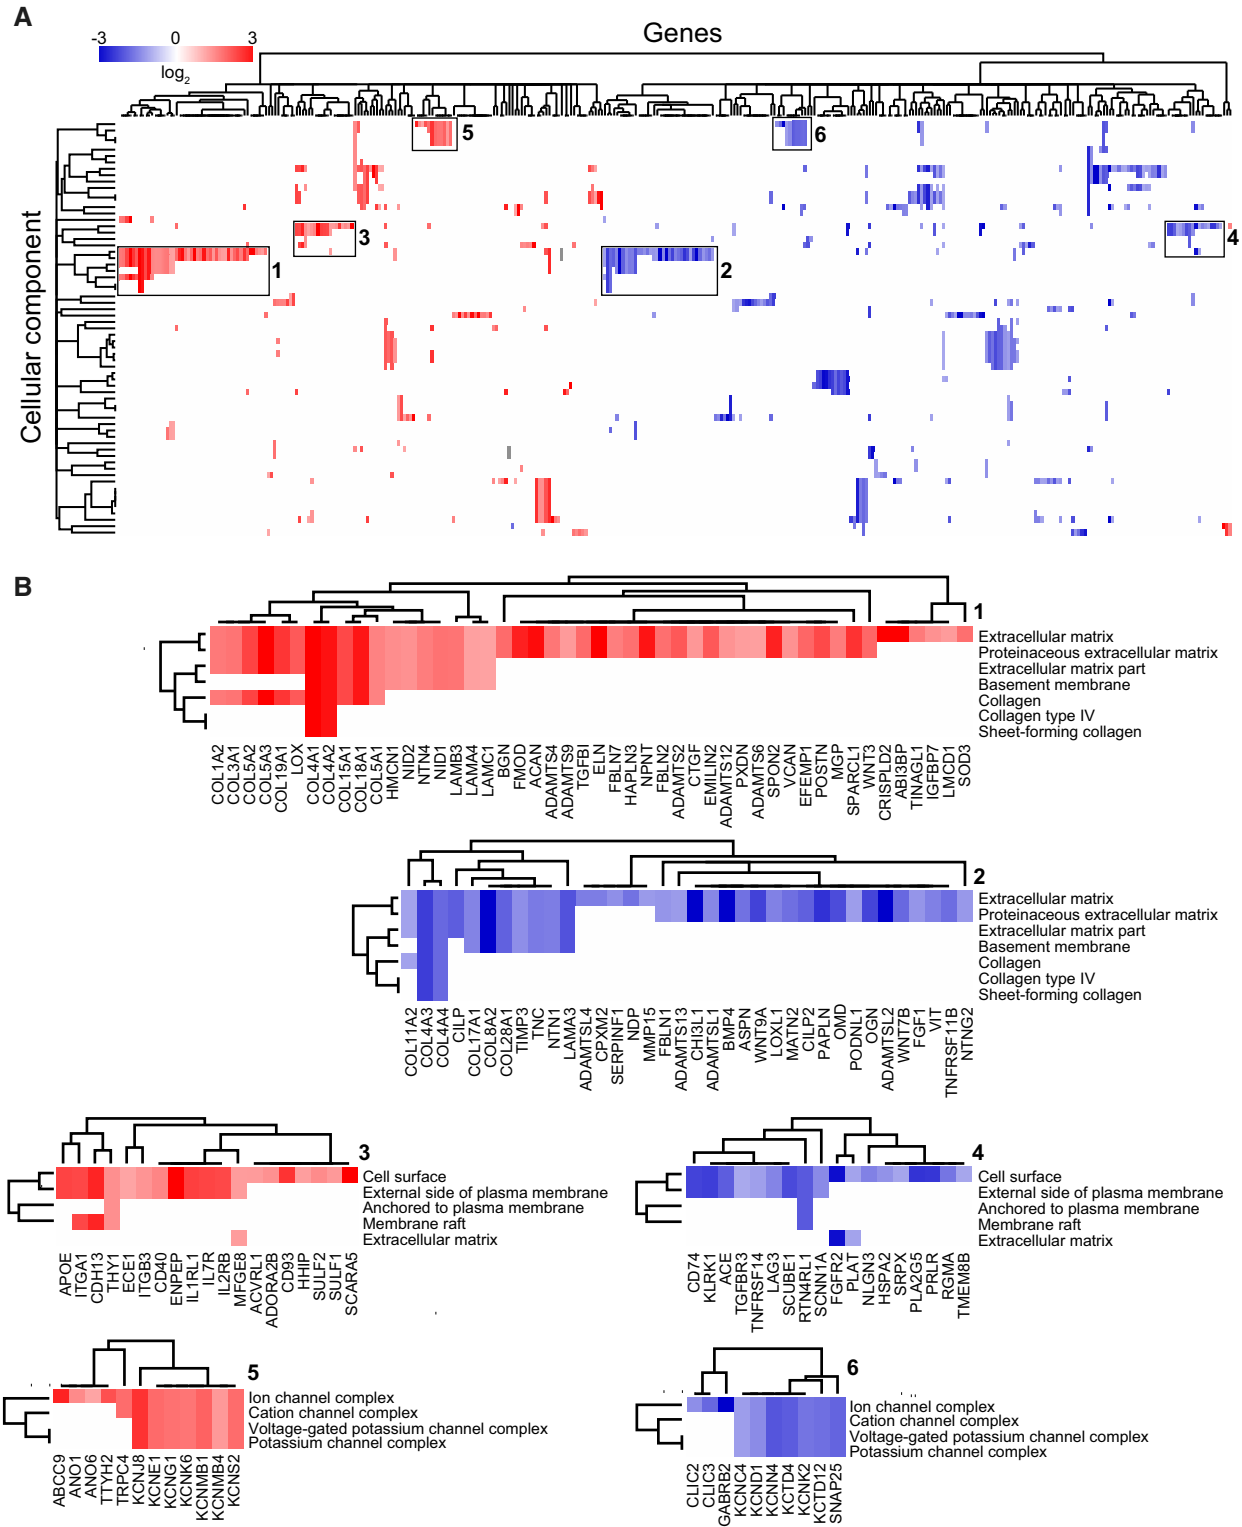 A
-3 0 3
log2
Genes
Cellular component
5
6
3
4
1
2
B
1
Extracellular matrix
Proteinaceous extracellular matrix
Extracellular matrix part
Basement membrane
Collagen
Collagen type IV
Sheet-forming collagen
COL1A2
COL3A1
COL5A2
COL5A3
COL19A1
LOX
COL4A1
COL4A2
COL15A1
COL18A1
COL5A1
HMCN1
NID2
NTN4
NID1
LAMB3
LAMA4
LAMC1
BGN
FMOD
ACAN
ADAMTS4
ADAMTS9
TGFBI
ELN
FBLN7
HAPLN3
NPNT
FBLN2
ADAMTS2
CTGF
EMILIN2
ADAMTS12
PXDN
ADAMTS6
SPON2
VCAN
EFEMP1
POSTN
MGP
SPARCL1
WNT3
CRISPLD2
ABI3BP
TINAGL1
IGFBP7
LMCD1
SOD3
2
Extracellular matrix
Proteinaceous extracellular matrix
Extracellular matrix part
Basement membrane
Collagen
Collagen type IV
Sheet-forming collagen
COL11A2
COL4A3
COL4A4
CILP
COL17A1
COL8A2
COL28A1
TIMP3
TNC
NTN1
LAMA3
ADAMTSL4
CPXM2
SERPINF1
NDP
MMP15
FBLN1
ADAMTS13
CHI3L1
ADAMTSL1
BMP4
ASPN
WNT9A
LOXL1
MATN2
CILP2
PAPLN
OMD
PODNL1
OGN
ADAMTSL2
WNT7B
FGF1
VIT
TNFRSF11B
NTNG2
3
Cell surface
External side of plasma membrane
Anchored to plasma membrane
Membrane raft
Extracellular matrix
APOE
ITGA1
CDH13
THY1
ECE1
ITGB3
CD40
ENPEP
IL1RL1
IL7R
IL2RB
MFGE8
ACVRL1
ADORA2B
CD93
HHIP
SULF2
SULF1
SCARA5
4
Cell surface
External side of plasma membrane
Anchored to plasma membrane
Membrane raft
Extracellular matrix
CD74
KLRK1
ACE
TGFBR3
TNFRSF14
LAG3
SCUBE1
RTN4RL1
SCNN1A
FGFR2
PLAT
NLGN3
HSPA2
SRPX
PLA2G5
PRLR
RGMA
TMEM8B
5
Ion channel complex
Cation channel complex
Voltage-gated potassium channel complex
Potassium channel complex
ABCC9
ANO1
ANO6
TTYH2
TRPC4
KCNJ8
KCNE1
KCNG1
KCNK6
KCNMB1
KCNMB4
KCNS2
6
Ion channel complex
Cation channel complex
Voltage-gated potassium channel complex
Potassium channel complex
CLIC2
CLIC3
GABRB2
KCNC4
KCND1
KCNN4
KCTD4
KCNK2
KCTD12
SNAP25